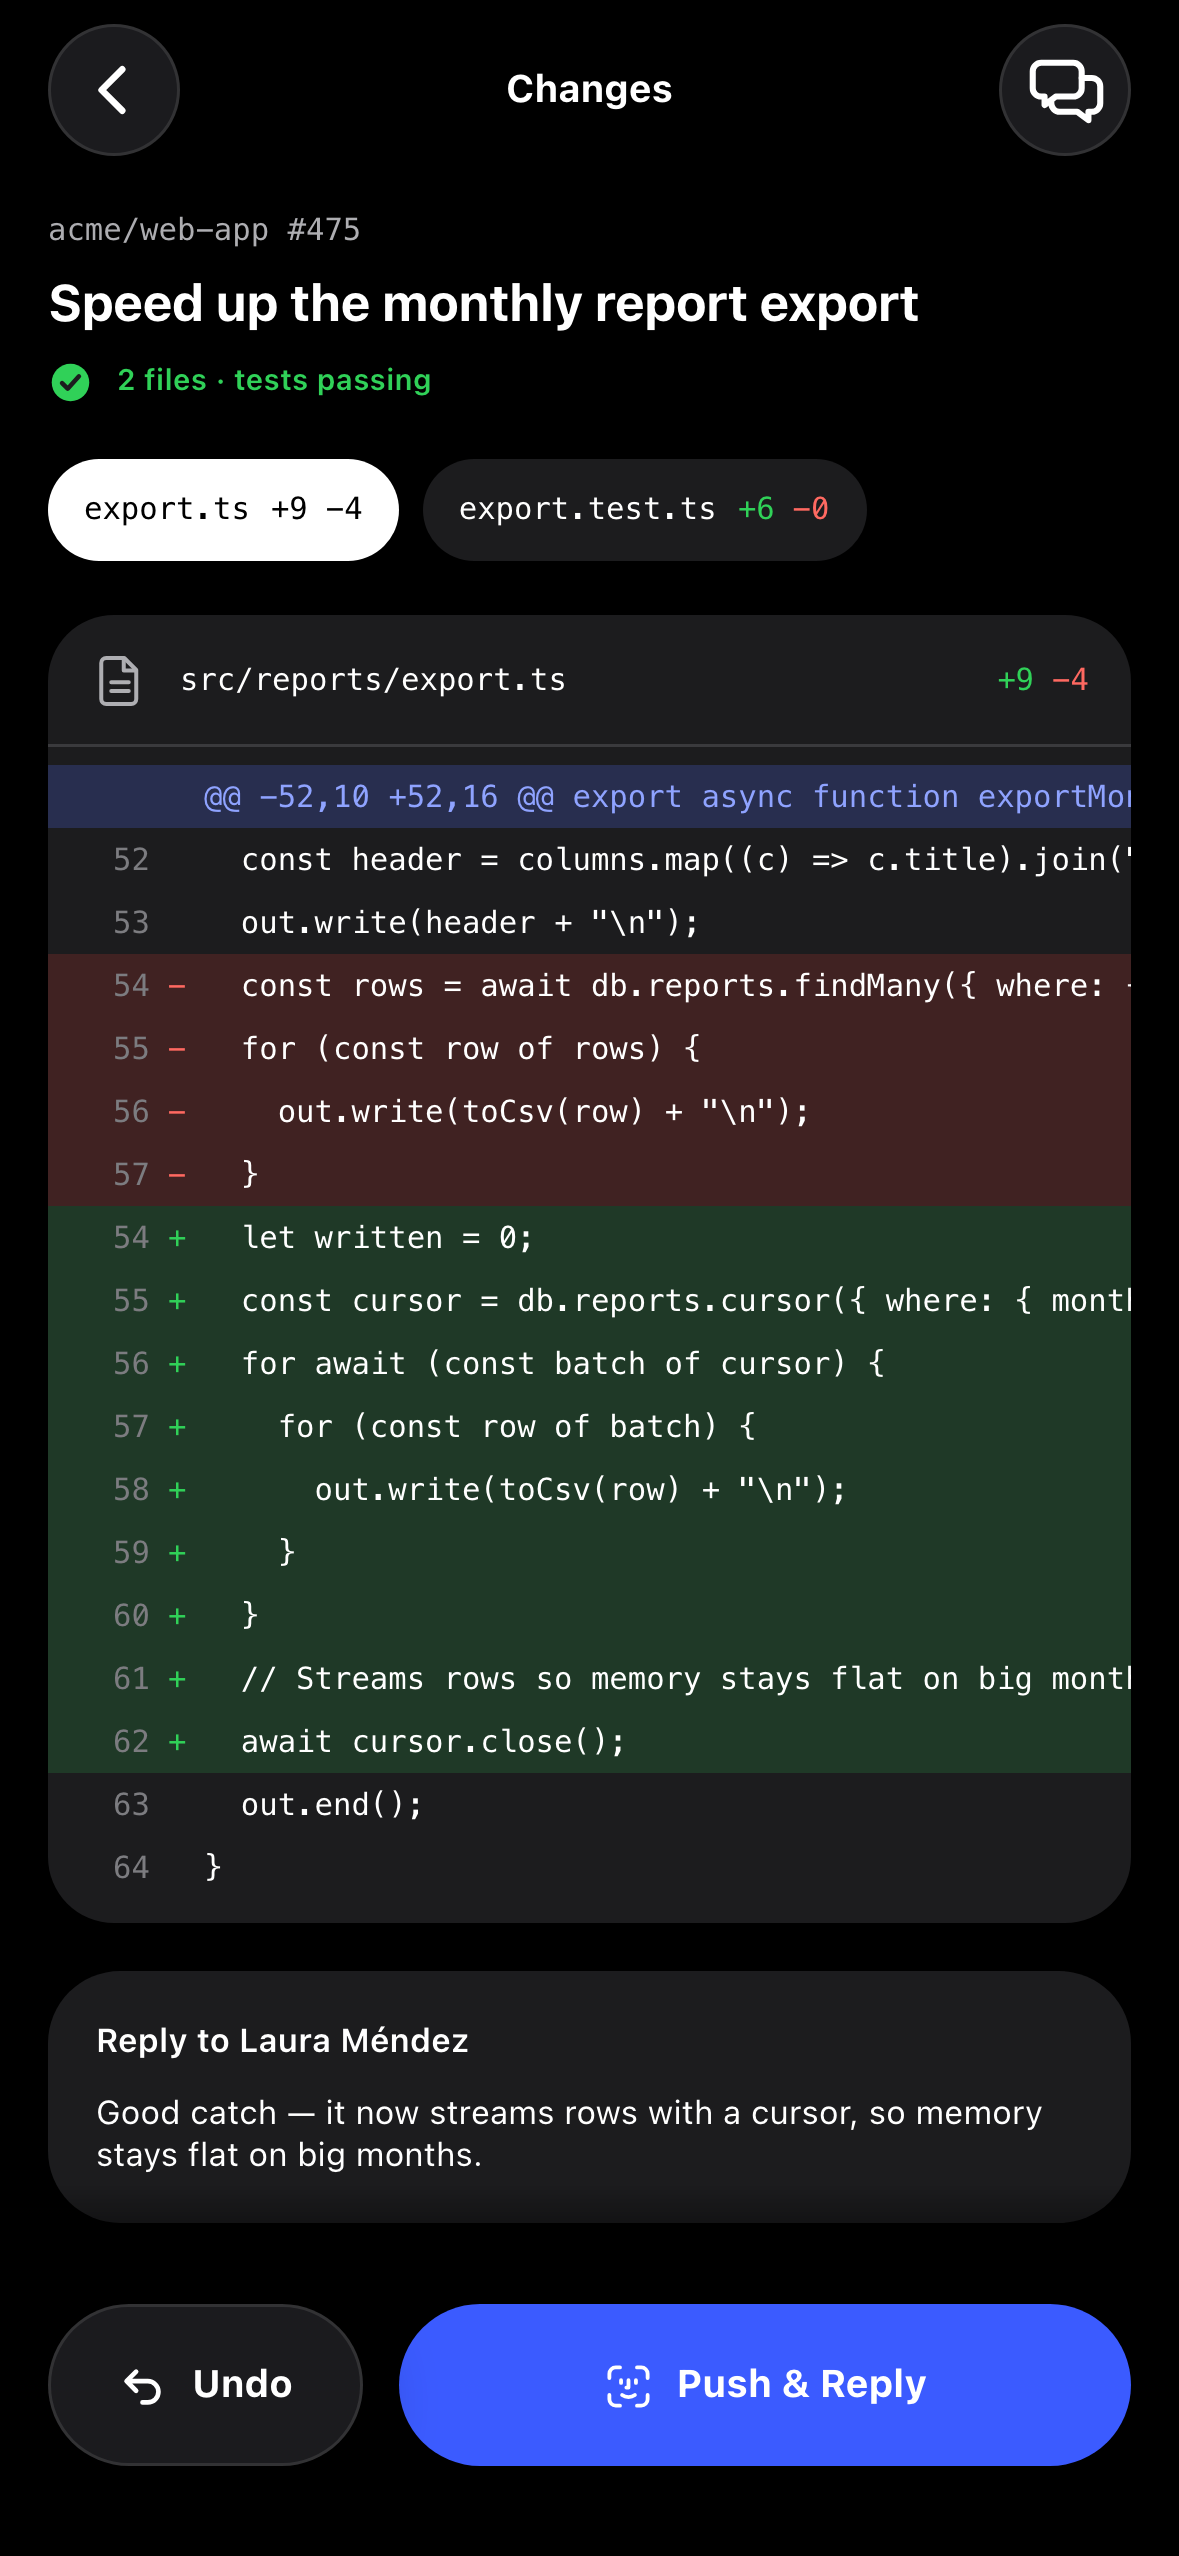 Changes
acme/web-app #475
Speed up the monthly report export
2 files · tests passing
export.ts +9 −4
export.test.ts +6 −0
src/reports/export.ts +9 −4
@@ −52,10 +52,16 @@ export async function
52 const header = columns.map((c) => c.title).join("
53 out.write(header + "\n");
54 − const rows = await db.reports.findMany({ where:
55 − for (const row of rows) {
56 − out.write(toCsv(row) + "\n");
57 − }
54 + let written = 0;
55 + const cursor = db.reports.cursor({ where: {
56 + for await (const batch of cursor) {
57 + for (const row of batch) {
58 + out.write(toCsv(row) + "\n");
59 + }
60 + }
61 + // Streams rows so memory stays flat on big
62 + await cursor.close();
63 out.end();
64 }
Reply to Laura Méndez
Good catch — it now streams rows with a cursor, so memory
stays flat on big months.
Undo
Push & Reply